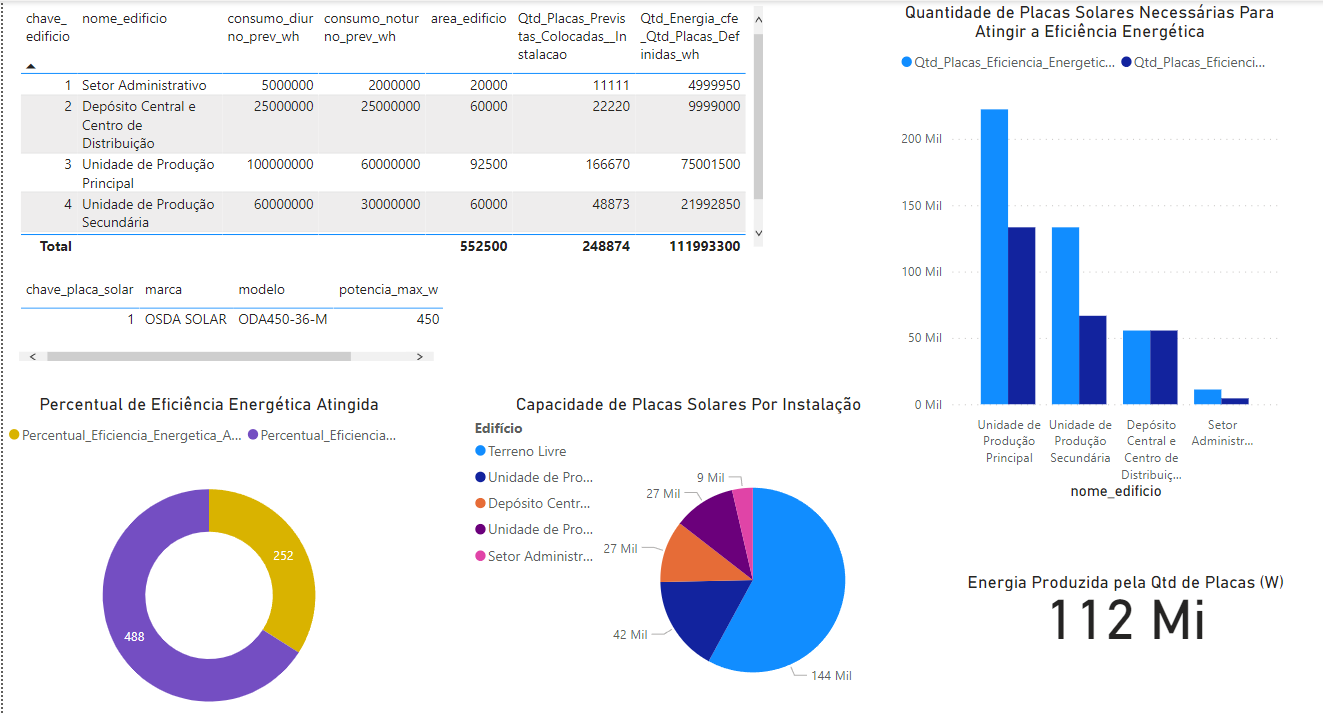 chave_ nome_edificio consumo_diur consumo_notur area_edificio Qtd_Placas_Previs Qtd_Energia_cfe
edificio no_prev_wh no_prev_wh tas_Colocadas__In _Qtd_Placas_Def
stalacao inidas_wh
1 Setor Administrativo 5000000 2000000 20000 11111 4999950
2 Depósito Central e 25000000 25000000 60000 22220 9999000
Centro de
Distribuição
3 Unidade de Produção 100000000 60000000 92500 166670 75001500
Principal
4 Unidade de Produção 60000000 30000000 60000 48873 21992850
Secundária
Total 552500 248874 111993300
chave_placa_solar marca modelo potencia_max_w
1 OSDA SOLAR ODA450-36-M 450
Quantidade de Placas Solares Necessárias Para
Atingir a Eficiência Energética
Qtd_Placas_Eficiencia_Energetic... Qtd_Placas_Eficienci...
200 Mil
150 Mil
100 Mil
50 Mil
0 Mil
Unidade de Unidade de Depósito Setor
Produção Produção Central e Administr...
Principal Secundária Centro de
Distribuiç...
nome_edificio
Percentual de Eficiência Energética Atingida
Percentual_Eficiencia_Energetica_A... Percentual_Eficiencia...
252
488
Capacidade de Placas Solares Por Instalação
Edifício
Terreno Livre
Unidade de Pro...
Depósito Centr...
Unidade de Pro...
Setor Administr...
9 Mil
27 Mil
27 Mil
42 Mil
144 Mil
Energia Produzida pela Qtd de Placas (W)
112 Mi